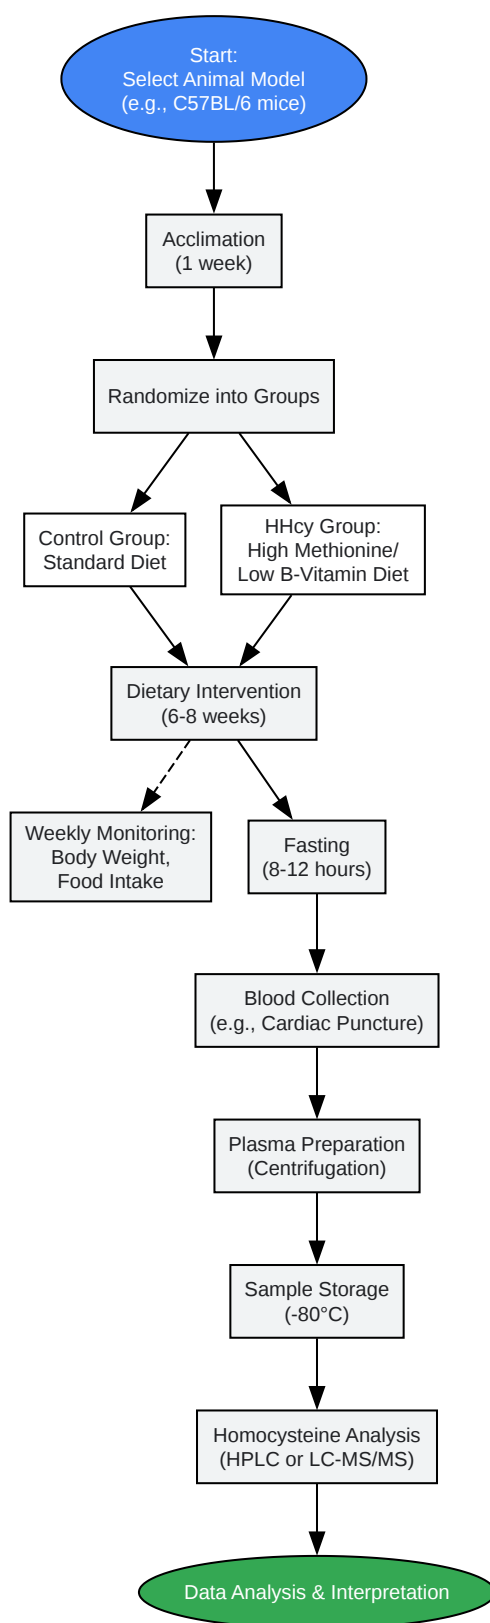 Start:
Select Animal Model
(e.g., C57BL/6 mice)
Acclimation
(1 week)
Randomize into Groups
Control Group:
Standard Diet
HHcy Group:
High Methionine/
Low B-Vitamin Diet
Dietary Intervention
(6-8 weeks)
Weekly Monitoring:
Body Weight,
Food Intake
Fasting
(8-12 hours)
Blood Collection
(e.g., Cardiac Puncture)
Plasma Preparation
(Centrifugation)
Sample Storage
(-80°C)
Homocysteine Analysis
(HPLC or LC-MS/MS)
Data Analysis & Interpretation